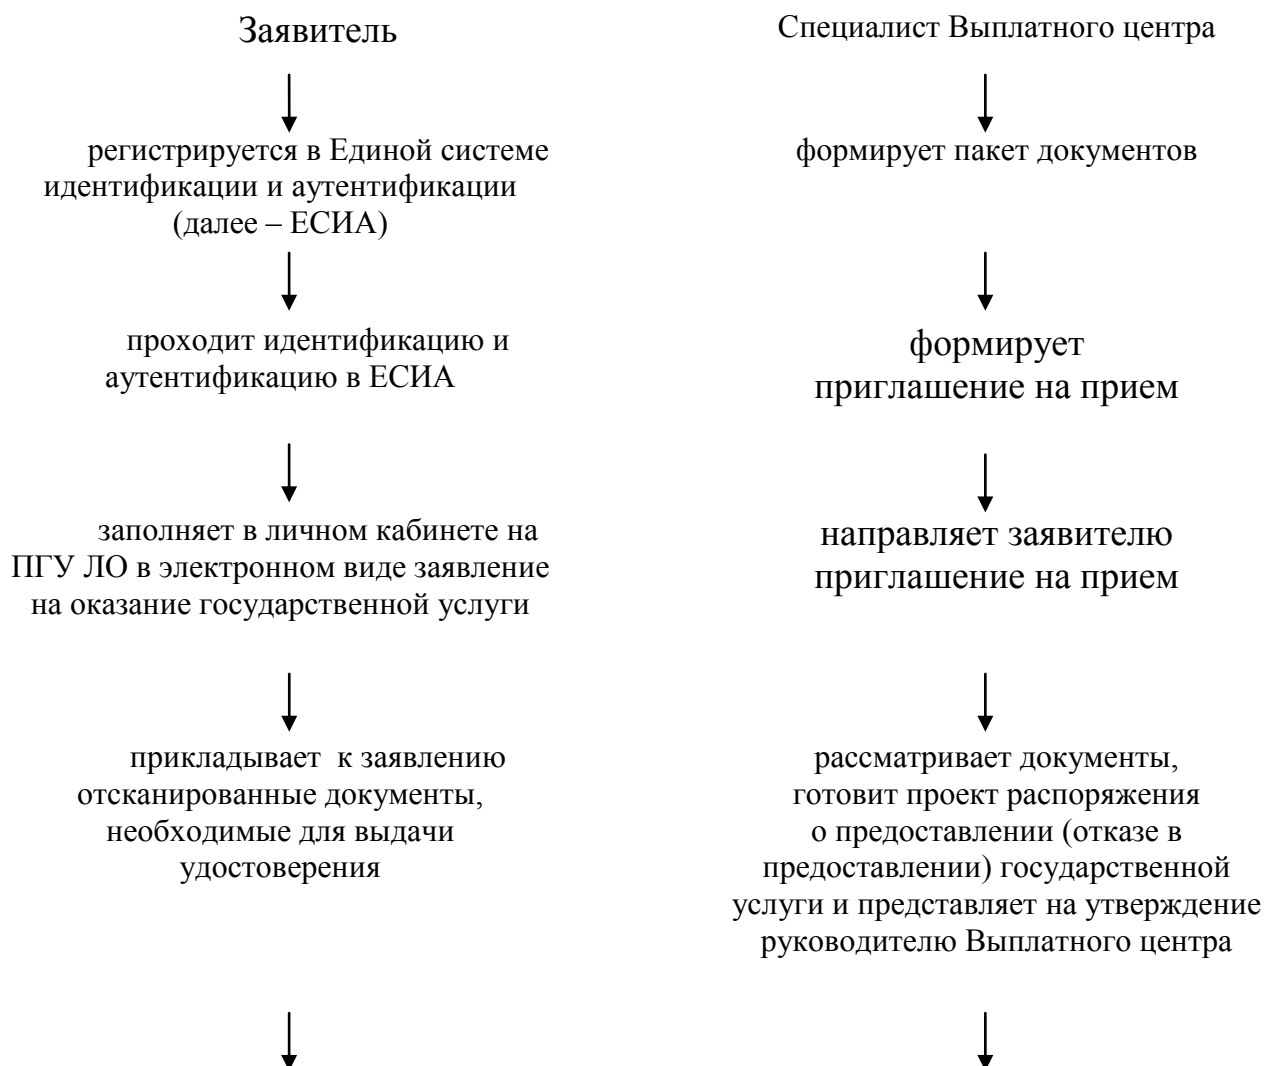 Заявитель
регистрируется в Единой системе
идентификации и аутентификации
(далее – ЕСИА)
проходит идентификацию и
аутентификацию в ЕСИА
заполняет в личном кабинете на
ПГУ ЛО в электронном виде заявление
на оказание государственной услуги
прикладывает к заявлению
отсканированные документы,
необходимые для выдачи
удостоверения
Специалист Выплатного центра
формирует пакет документов
формирует
приглашение на прием
направляет заявителю
приглашение на прием
рассматривает документы,
готовит проект распоряжения
о предоставлении (отказе в
предоставлении) государственной
услуги и представляет на утверждение
руководителю Выплатного центра